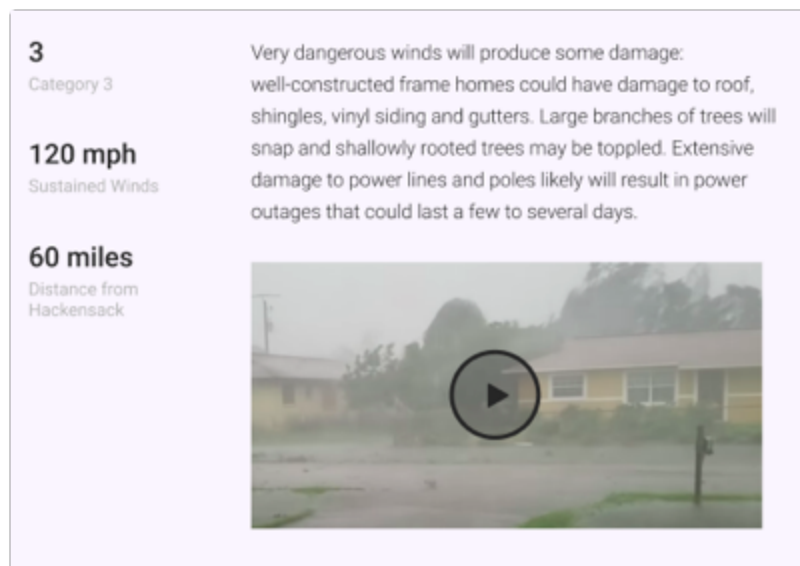 3
Category 3
120 mph
Sustained Winds
60 miles
Distance from
Hackensack
Very dangerous winds will produce some damage:
well-constructed frame homes could have damage to roof,
shingles, vinyl siding and gutters. Large branches of trees will
snap and shallowly rooted trees may be toppled. Extensive
damage to power lines and poles likely will result in power
outages that could last a few to several days.